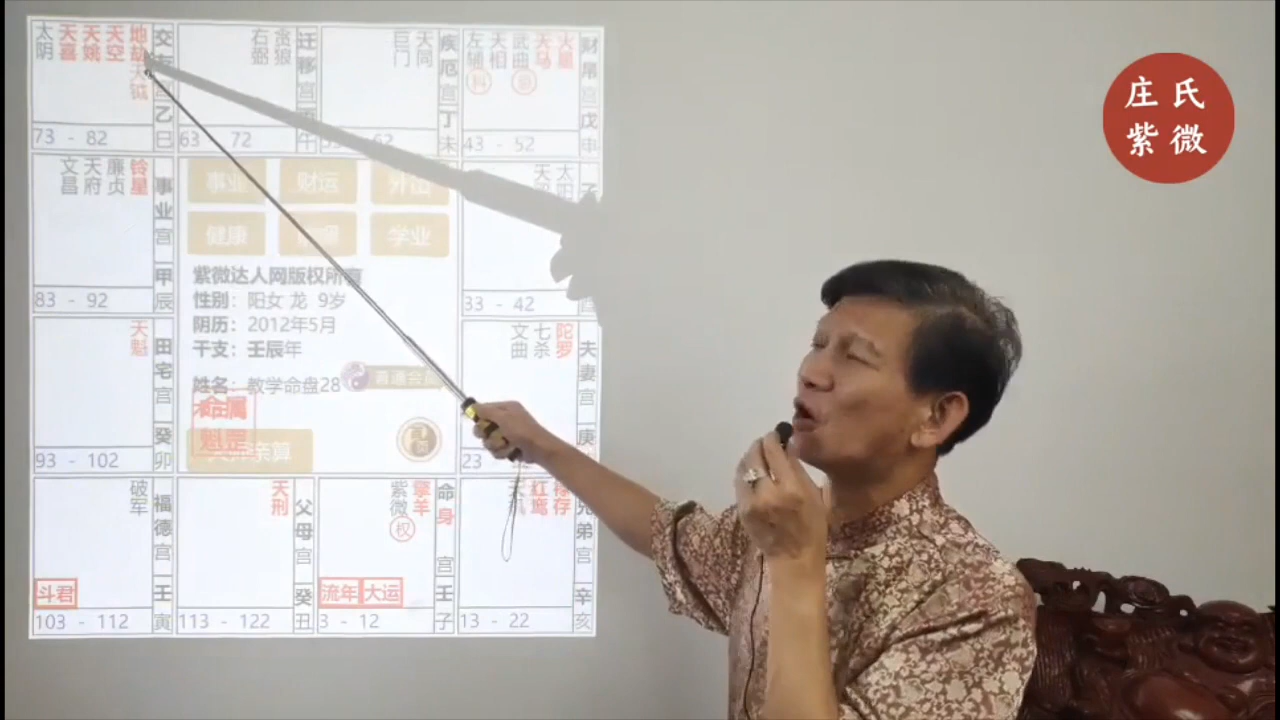 庄氏
紫微
太阴 天喜 天姚 天空 地劫 天钺
交友宫
乙巳
73 - 82
右弼 贪狼
迁移宫
午
63 72
巨门 天同
疾厄宫
丁未
62
左辅 天相 武曲 天马 火星
科
财帛宫
戊申
43 - 52
文昌 天府 廉贞 铃星
事业宫
甲辰
83 - 92
太阳
子
33 - 42
天魁
田宅宫
癸卯
93 - 102
文曲 七杀 陀罗
夫妻宫
庚
23
破军
福德宫
斗君
壬寅
103 - 112
天刑
父母宫
癸丑
113 - 122
紫微 擎羊
权
命身宫
流年 大运
壬子
3 - 12
红鸾 禄存
兄弟宫
辛亥
13 - 22
事业 财运
健康 学业
紫微达人网版权所有
性别：阳女 龙 9岁
阴历：2012年5月
干支：壬辰年
姓名：教学命盘28
命属
魁罡
亲算